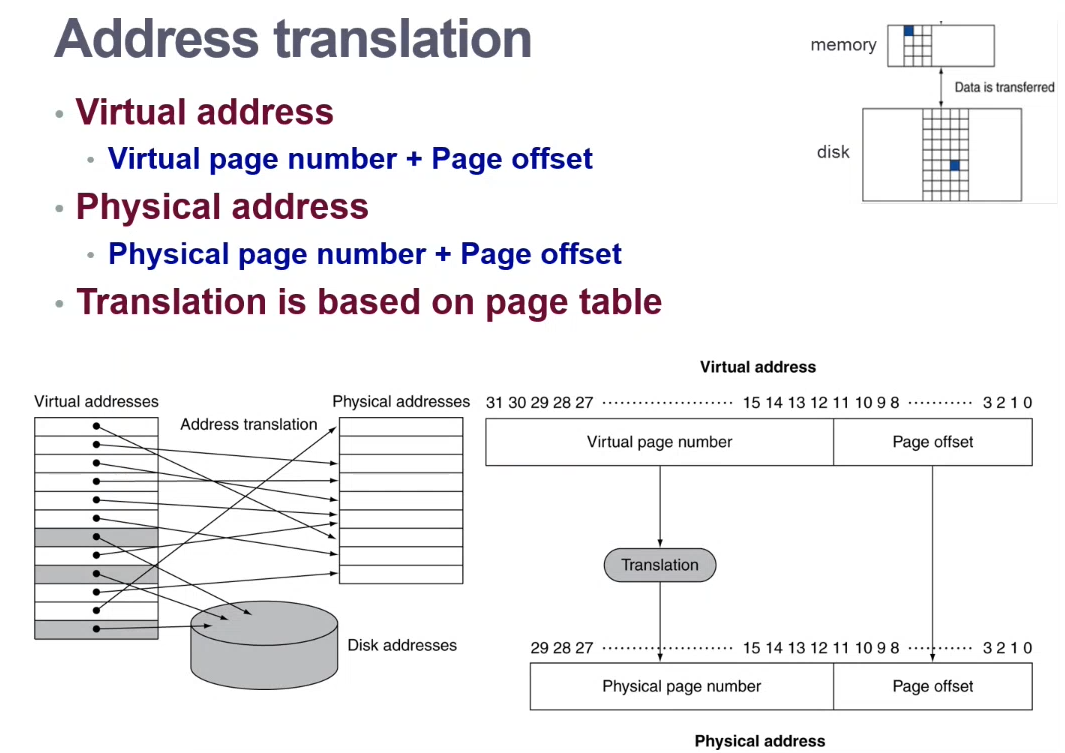 Address translation
• Virtual address
• Virtual page number + Page offset
• Physical address
• Physical page number + Page offset
• Translation is based on page table
memory
Data is transferred
disk
Virtual addresses
Address translation
Physical addresses
Disk addresses
Virtual address
31 30 29 28 27 ······················· 15 14 13 12 11 10 9 8 ··········· 3 2 1 0
Virtual page number
Page offset
Translation
29 28 27 ······················· 15 14 13 12 11 10 9 8 ··········· 3 2 1 0
Physical page number
Page offset
Physical address